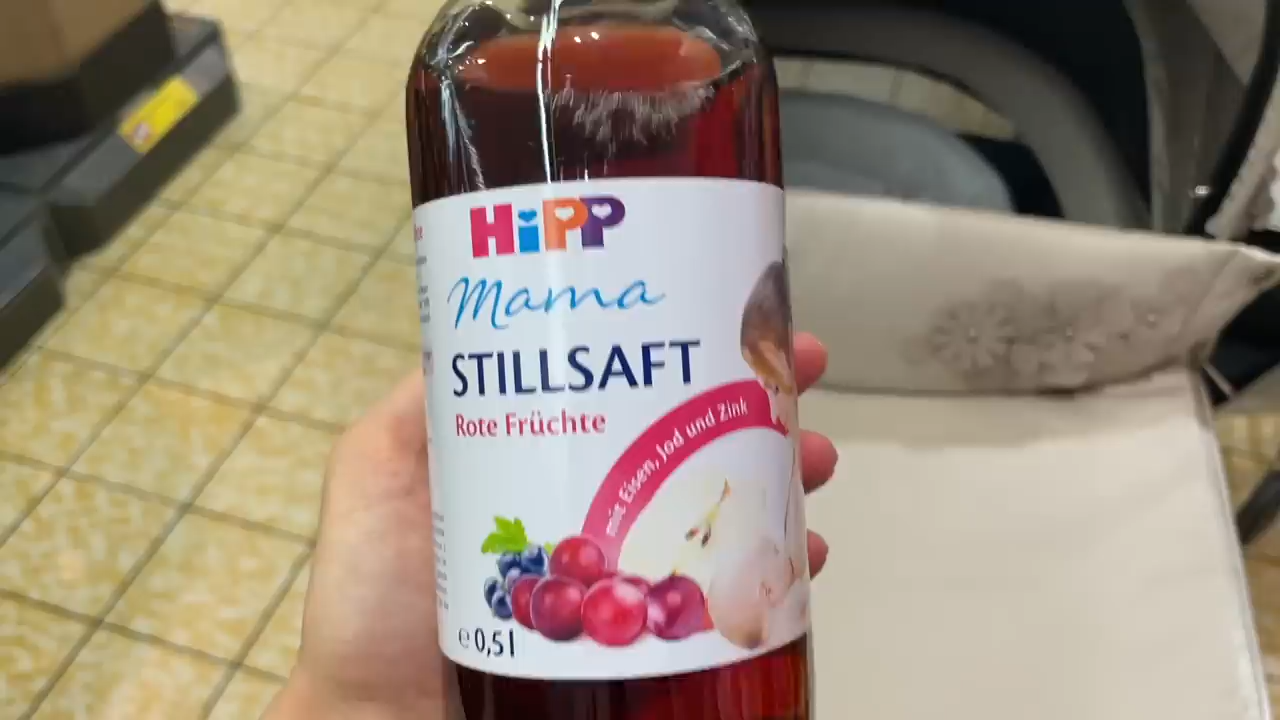 HiPP
Mama
STILLSAFT
Rote Früchte
mit Eisen, Jod und Zink
e 0,5 l